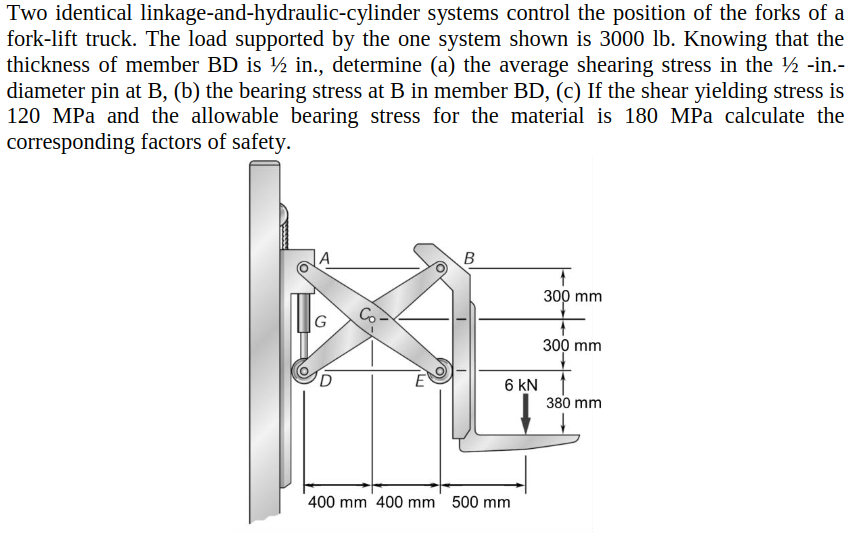 Two identical linkage-and-hydraulic-cylinder systems control the position of the forks of a
fork-lift truck. The load supported by the one system shown is 3000 lb. Knowing that the
thickness of member BD is ½ in., determine (a) the average shearing stress in the ½ -in.-
diameter pin at B, (b) the bearing stress at B in member BD, (c) If the shear yielding stress is
120 MPa and the allowable bearing stress for the material is 180 MPa calculate the
corresponding factors of safety.
A
B
300 mm
C
G
300 mm
D
E
6 kN
380 mm
400 mm 400 mm 500 mm